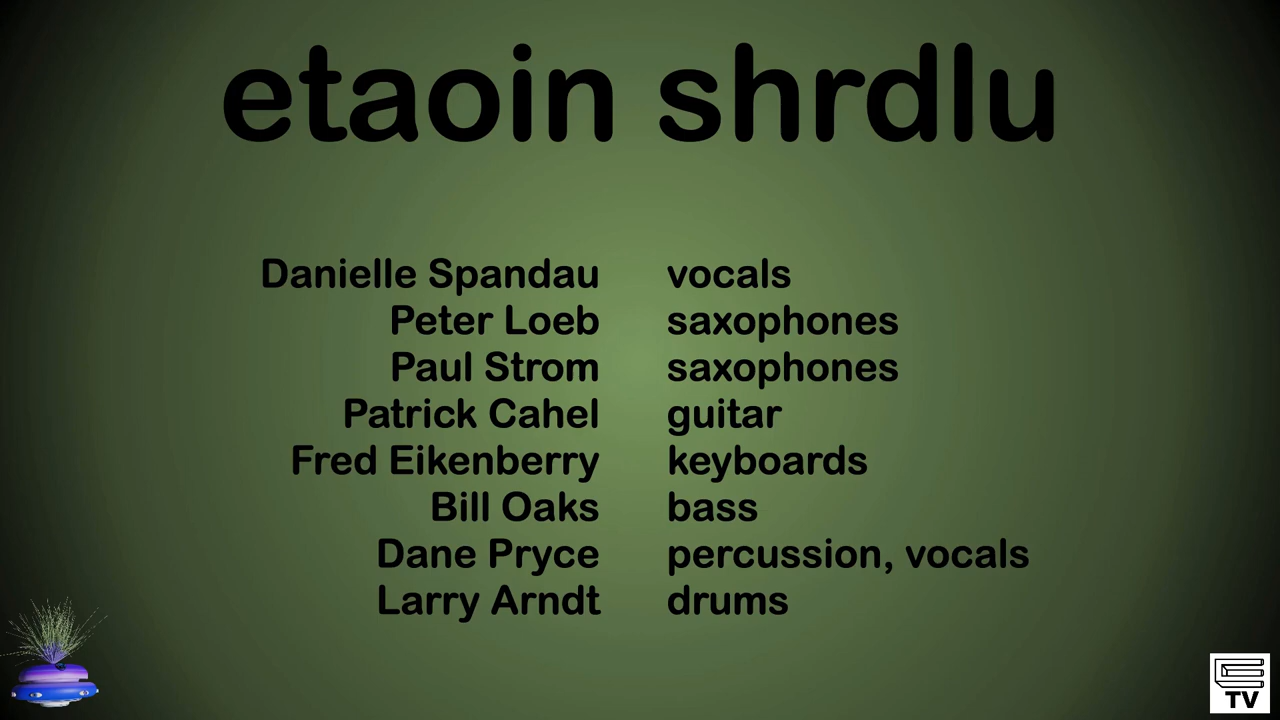 etaoin shrdlu
Danielle Spandau vocals
Peter Loeb saxophones
Paul Strom saxophones
Patrick Cahel guitar
Fred Eikenberry keyboards
Bill Oaks bass
Dane Pryce percussion, vocals
Larry Arndt drums
E
TV